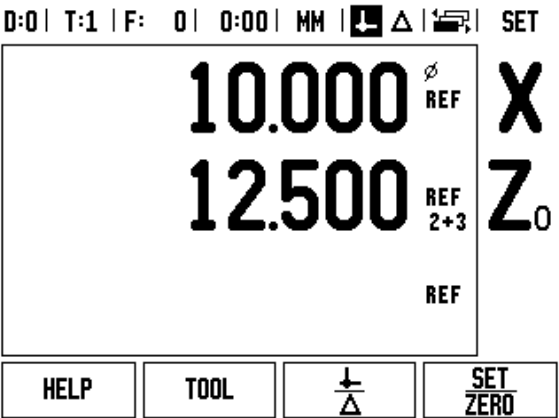 D:0 | T:1 | F: 0 | 0:00 | MM | Δ | SET
10.000 Ø REF X
12.500 REF 2+3 Z0
REF
HELP TOOL Δ SET ZERO